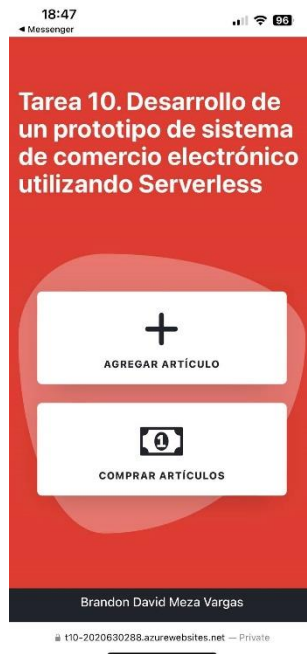 18:47
96
◀ Messenger
Tarea 10. Desarrollo de
un prototipo de sistema
de comercio electrónico
utilizando Serverless
AGREGAR ARTÍCULO
1
COMPRAR ARTÍCULOS
Brandon David Meza Vargas
t10-2020630288.azurewebsites.net — Private